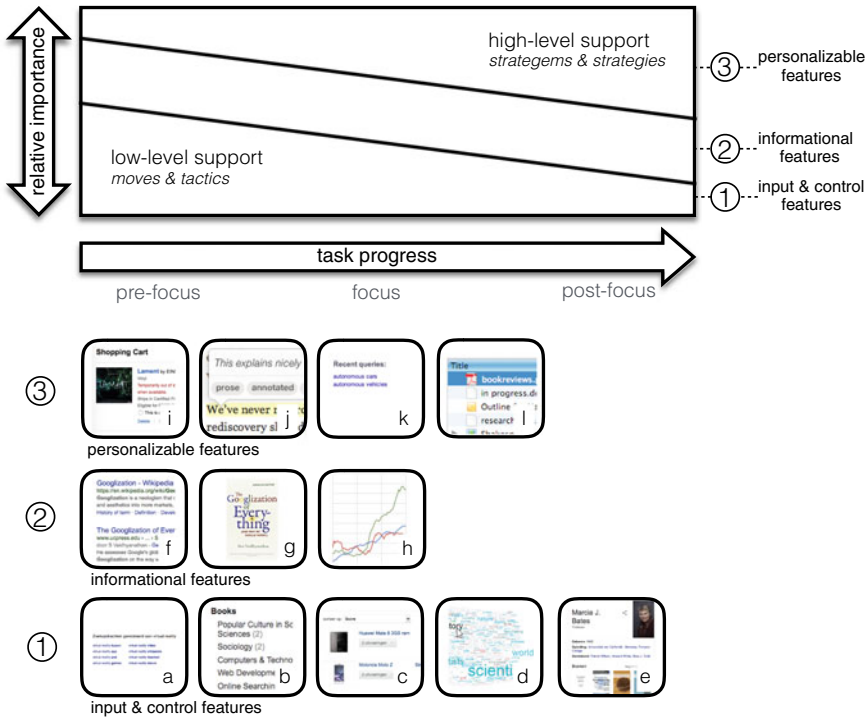 relative importance
high-level support
strategems & strategies
low-level support
moves & tactics
3
personalizable
features
2
informational
features
1
input & control
features
task progress
pre-focus
focus
post-focus
3
Shopping Cart
Lament
i
This explains nicely
prose
annotated
We've never
rediscovery
j
Recent queries:
autonomous cars
autonomous vehicles
k
Title
bookreviews.
in progress.d
Outline
research
l
personalizable features
2
Googlization - Wikipedia
The Googlization of Ever
f
The
Googlization
of
Every-
thing
g
h
informational features
1
a
Books
Popular Culture in Sc
Sciences (2)
Sociology (2)
Computers & Techno
Web Developme
Online Searchin
b
c
world
scienti
d
Marcia J.
Bates
e
input & control features